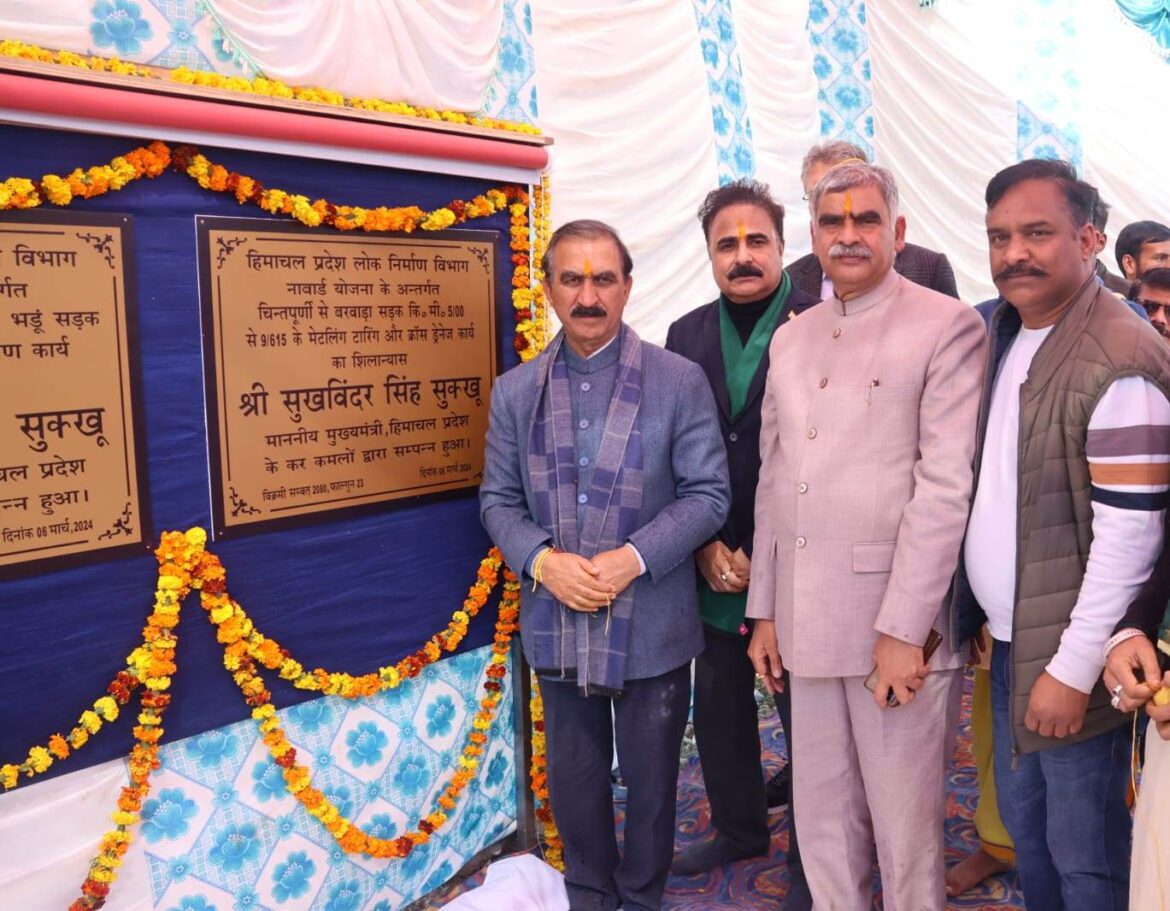 विभाग
र्गत
भडूं सड़क
ण कार्य
सुक्खू
चल प्रदेश
पन्न हुआ।
दिनांक 06 मार्च,2024
हिमाचल प्रदेश लोक निर्माण विभाग
नावार्ड योजना के अन्तर्गत
चिन्तपूर्णी से वरवाड़ा सड़क कि० मी० 5/00
से 9/615 के मेटलिंग टारिंग और क्रॉस ड्रेनेज कार्य
का शिलान्यास
श्री सुखविंदर सिंह सुक्खू
माननीय मुख्यमंत्री,हिमाचल प्रदेश
के कर कमलों द्वारा सम्पन्न हुआ।
दिनांक 06 मार्च, 2024
विक्रमी सम्वत् 2080, फाल्गुन 23